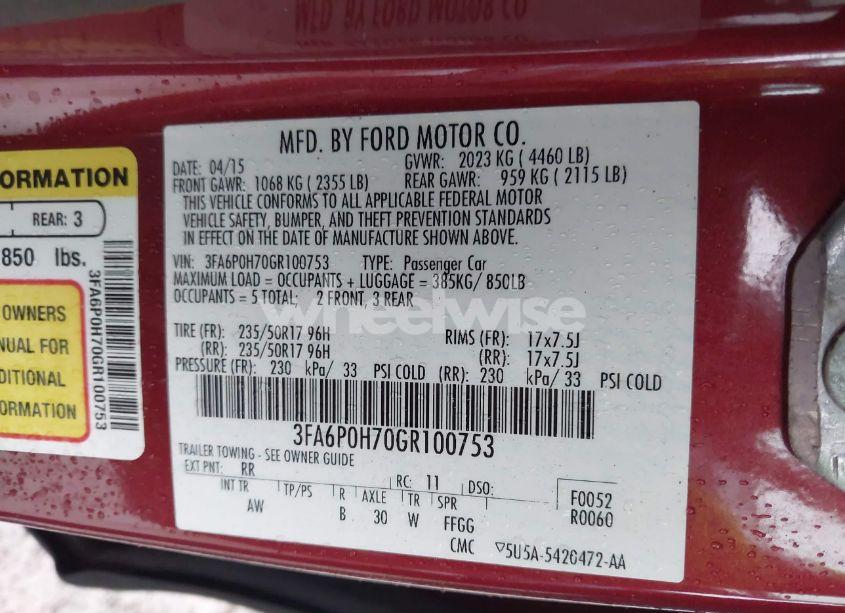 MFD. BY FORD MOTOR CO
MFD. BY FORD MOTOR CO.
DATE: 04/15 GVWR: 2023 KG ( 4460 LB)
FRONT GAWR: 1068 KG ( 2355 LB) REAR GAWR: 959 KG ( 2115 LB)
THIS VEHICLE CONFORMS TO ALL APPLICABLE FEDERAL MOTOR
VEHICLE SAFETY, BUMPER, AND THEFT PREVENTION STANDARDS
IN EFFECT ON THE DATE OF MANUFACTURE SHOWN ABOVE.
VIN: 3FA6P0H70GR100753 TYPE: Passenger Car
MAXIMUM LOAD = OCCUPANTS + LUGGAGE = 385KG/ 850LB
OCCUPANTS = 5 TOTAL; 2 FRONT, 3 REAR
wheelwise
TIRE (FR): 235/50R17 96H RIMS (FR): 17x7.5J
(RR): 235/50R17 96H (RR): 17x7.5J
PRESSURE (FR): 230 kPa/ 33 PSI COLD (RR): 230 kPa/ 33 PSI COLD
3FA6P0H70GR100753
TRAILER TOWING - SEE OWNER GUIDE
EXT PNT: RR RC: 11 DSO:
INT TR TP/PS R AXLE TR SPR F0052
AW B 30 W FFGG R0060
CMC ▽5U5A-5420472-AA
ORMATION
REAR: 3
850 lbs.
OWNERS
NUAL FOR
DITIONAL
FORMATION
3FA6P0H70GR100753